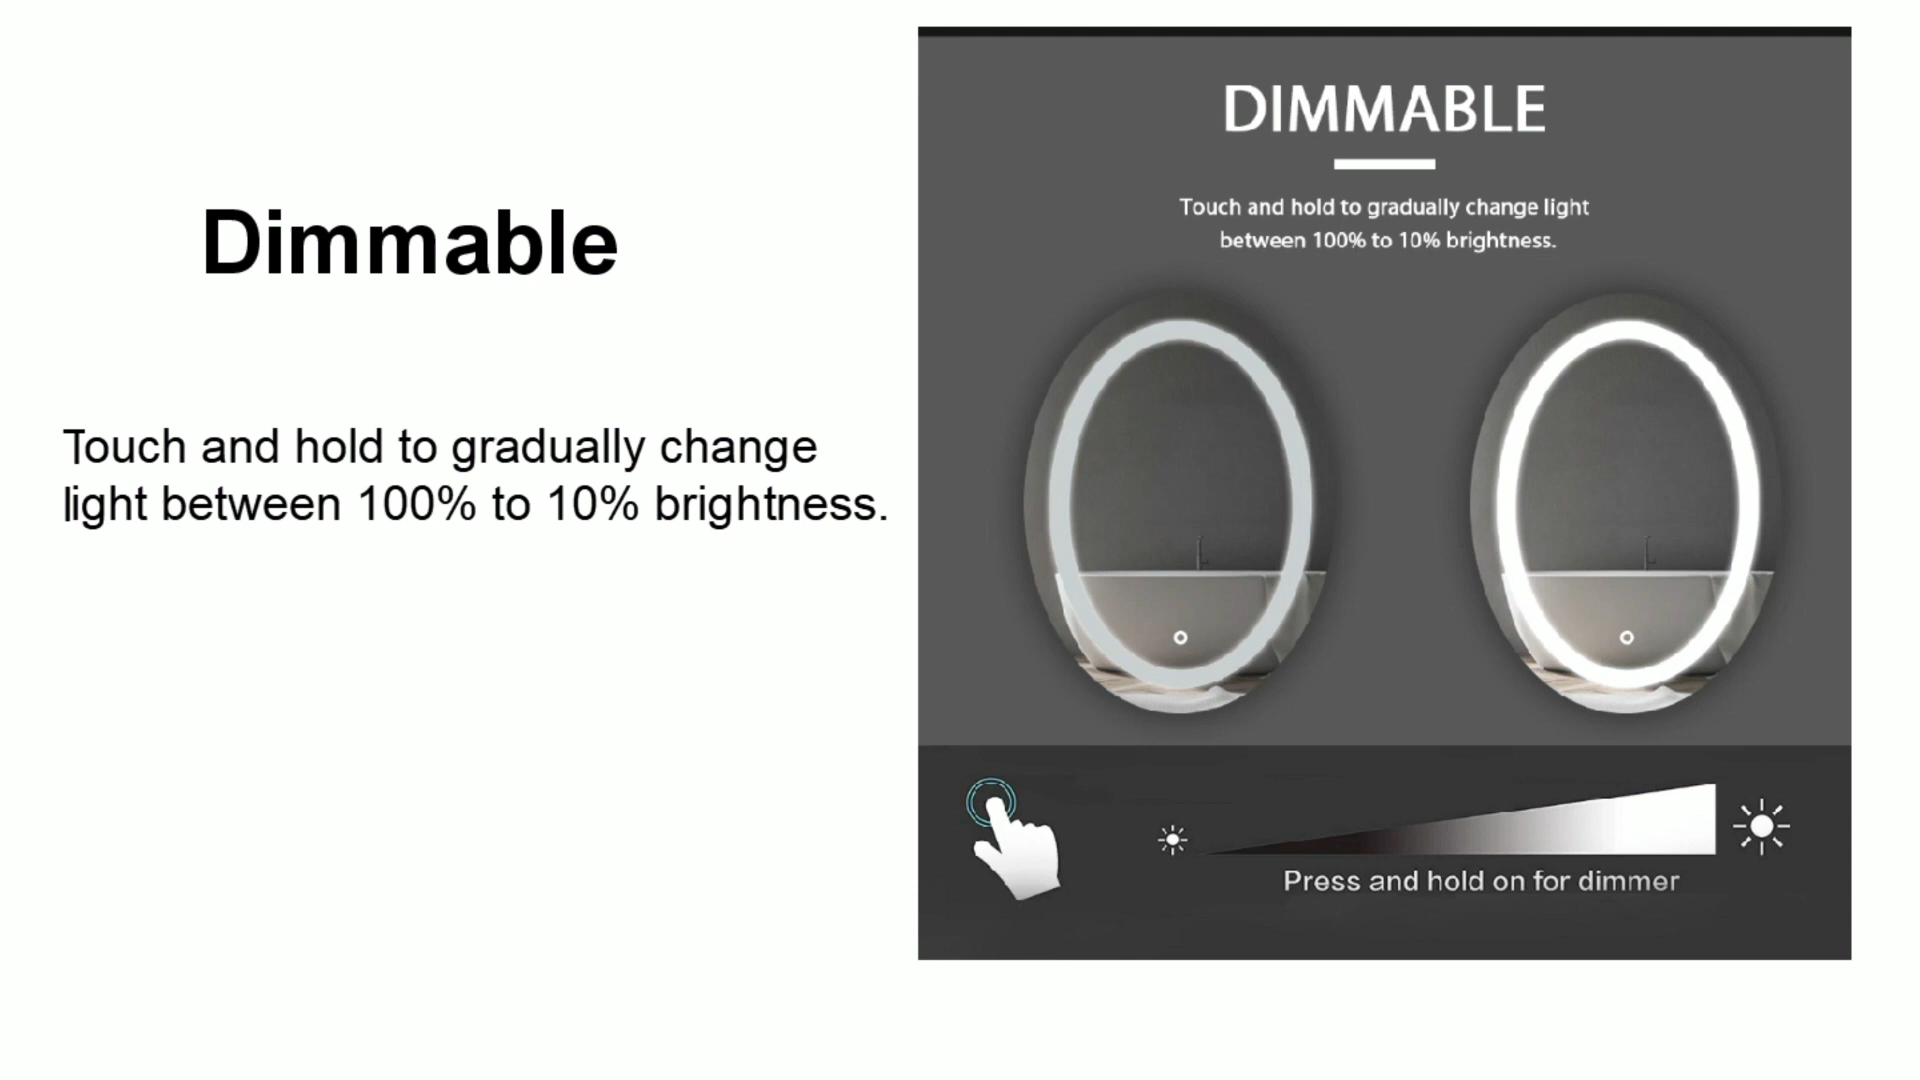 Dimmable
Touch and hold to gradually change
light between 100% to 10% brightness.
DIMMABLE
Touch and hold to gradually change light
between 100% to 10% brightness.
Press and hold on for dimmer